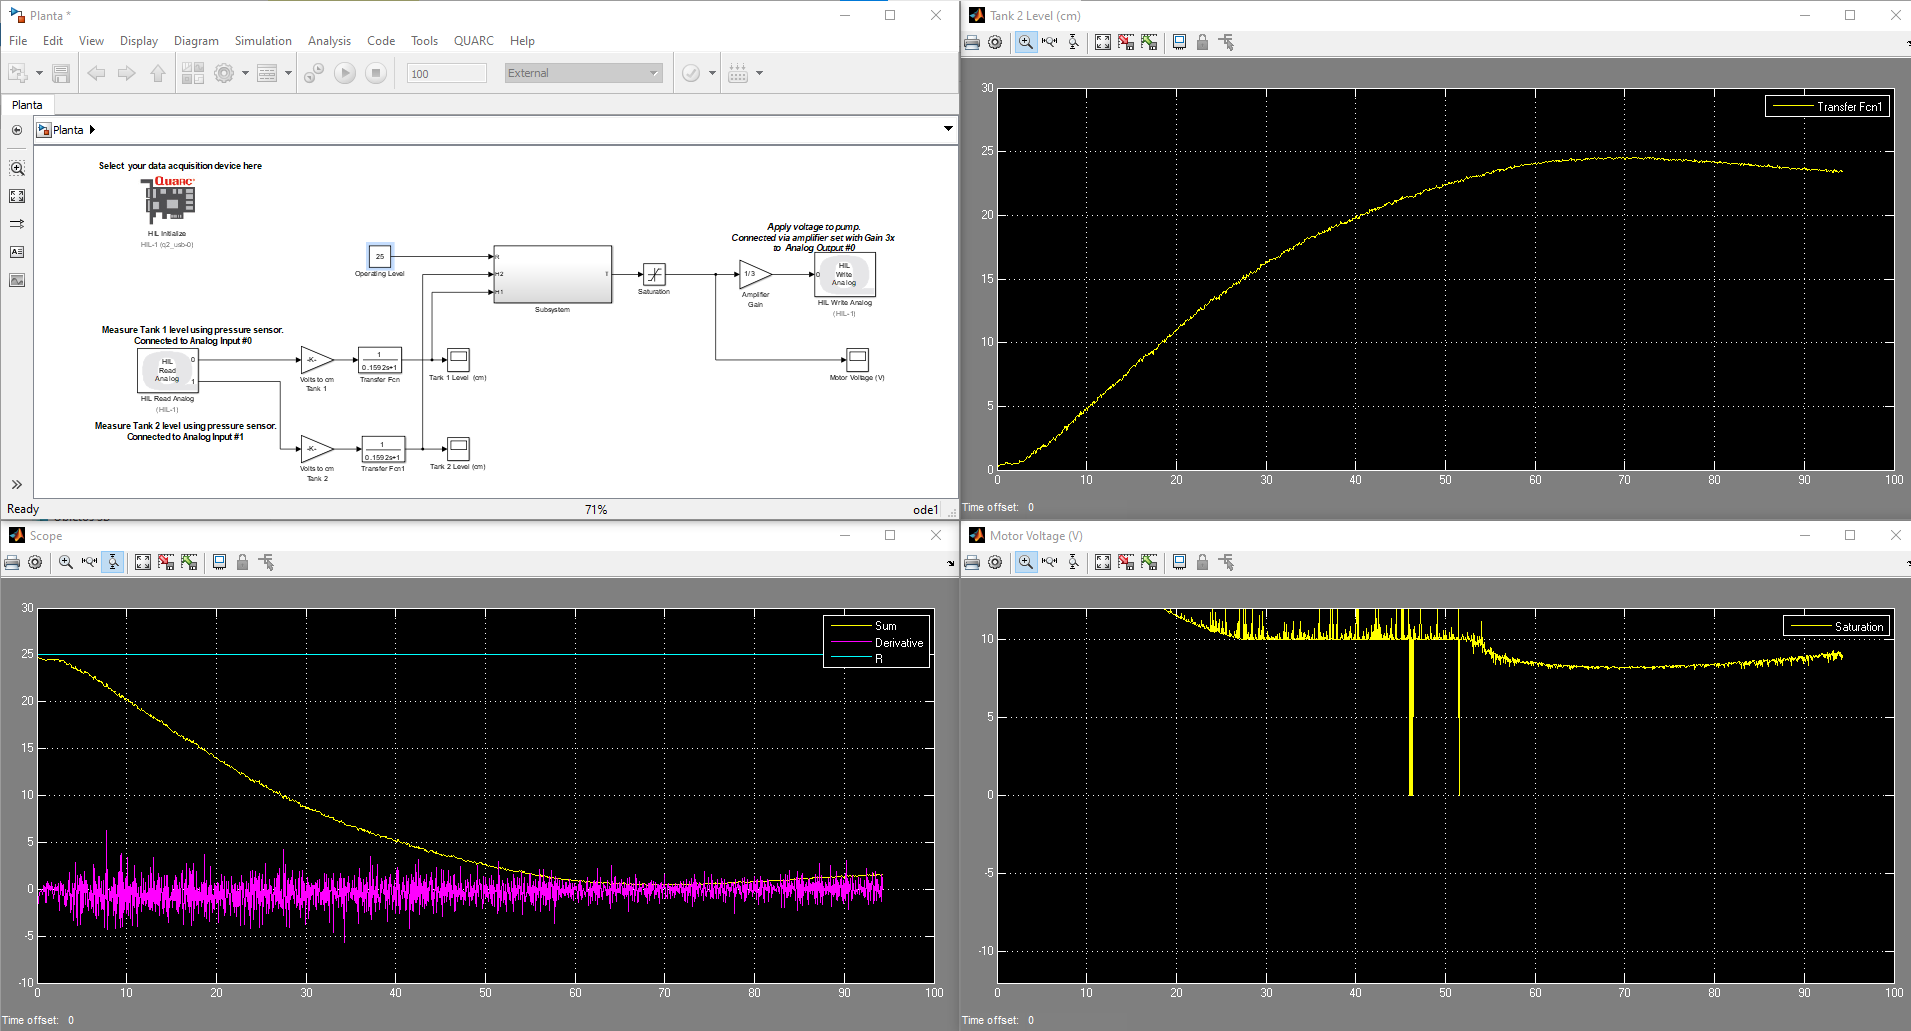 Planta *
File Edit View Display Diagram Simulation Analysis Code Tools QUARC Help
100 External
Planta
Planta
Select your data acquisition device here
QUARC
HIL Initialize
HIL-1 (q2_usb-0)
25
Operating Level
R
H2
H1
1
Subsystem
Saturation
Apply voltage to pump.
Connected via amplifier set with Gain 3x
to Analog Output #0
1/3
Amplifier
Gain
0
HIL
Write
Analog
HIL Write Analog
(HIL-1)
Motor Voltage (V)
Measure Tank 1 level using pressure sensor.
Connected to Analog Input #0
HIL
Read
Analog
0
1
HIL Read Analog
(HIL-1)
-K-
Volts to cm
Tank 1
1
0.1592s+1
Transfer Fcn
Tank 1 Level (cm)
Measure Tank 2 level using pressure sensor.
Connected to Analog Input #1
-K-
Volts to cm
Tank 2
1
0.1592s+1
Transfer Fcn1
Tank 2 Level (cm)
Ready 71% ode1
Tank 2 Level (cm)
Transfer Fcn1
30
25
20
15
10
5
0
0 10 20 30 40 50 60 70 80 90 100
Time offset: 0
Scope
Sum
Derivative
R
30
25
20
15
10
5
0
-5
-10
0 10 20 30 40 50 60 70 80 90 100
Time offset: 0
Motor Voltage (V)
Saturation
10
5
0
-5
-10
0 10 20 30 40 50 60 70 80 90 100
Time offset: 0